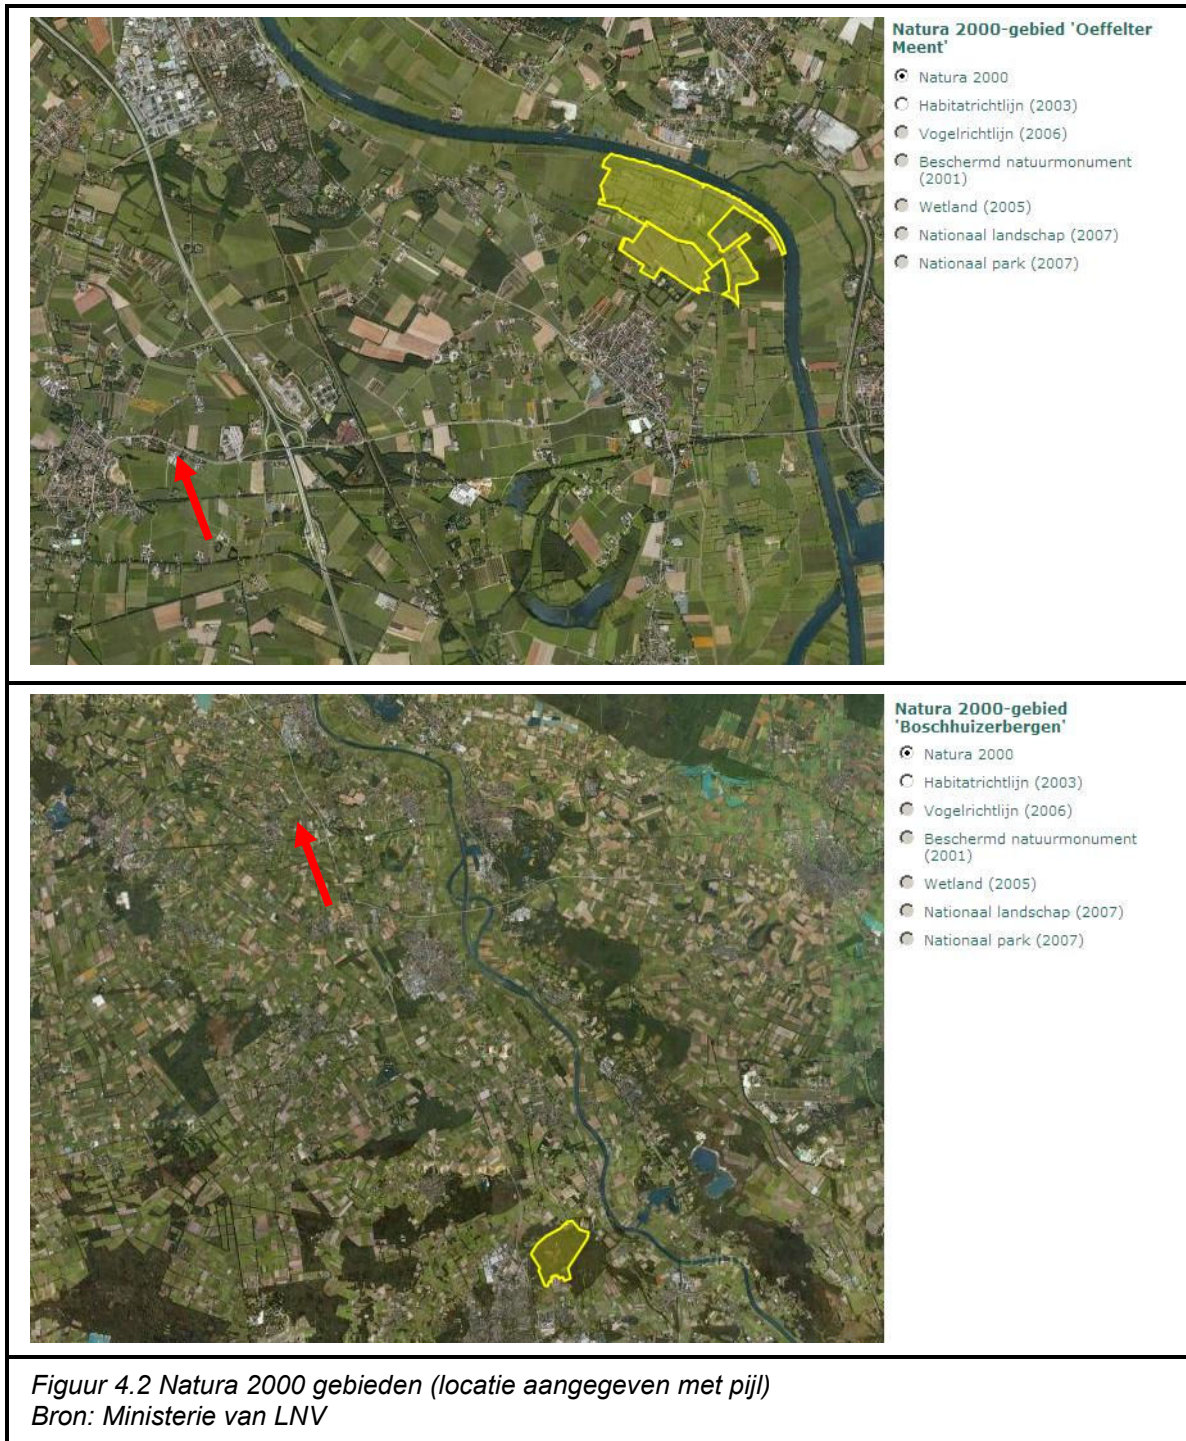 Natura 2000-gebied 'Oeffelter
Meent'
Natura 2000
Habitatrichtlijn (2003)
Vogelrichtlijn (2006)
Beschermd natuurmonument
(2001)
Wetland (2005)
Nationaal landschap (2007)
Nationaal park (2007)
Natura 2000-gebied
'Boschhuizerbergen'
Natura 2000
Habitatrichtlijn (2003)
Vogelrichtlijn (2006)
Beschermd natuurmonument
(2001)
Wetland (2005)
Nationaal landschap (2007)
Nationaal park (2007)
Figuur 4.2 Natura 2000 gebieden (locatie aangegeven met pijl)
Bron: Ministerie van LNV